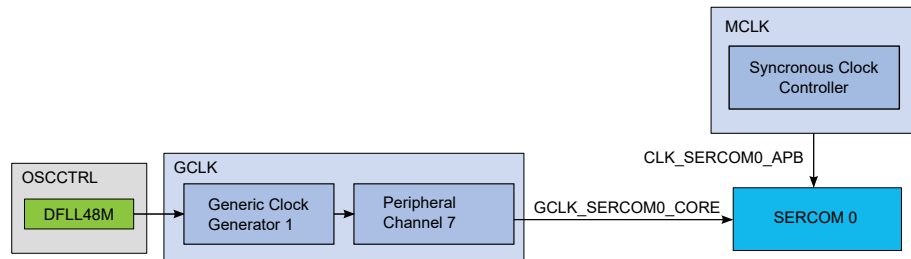 MCLK
Syncronous Clock
Controller
CLK_SERCOM0_APB
OSCCTRL
DFLL48M
GCLK
Generic Clock
Generator 1
Peripheral
Channel 7
GCLK_SERCOM0_CORE
SERCOM 0